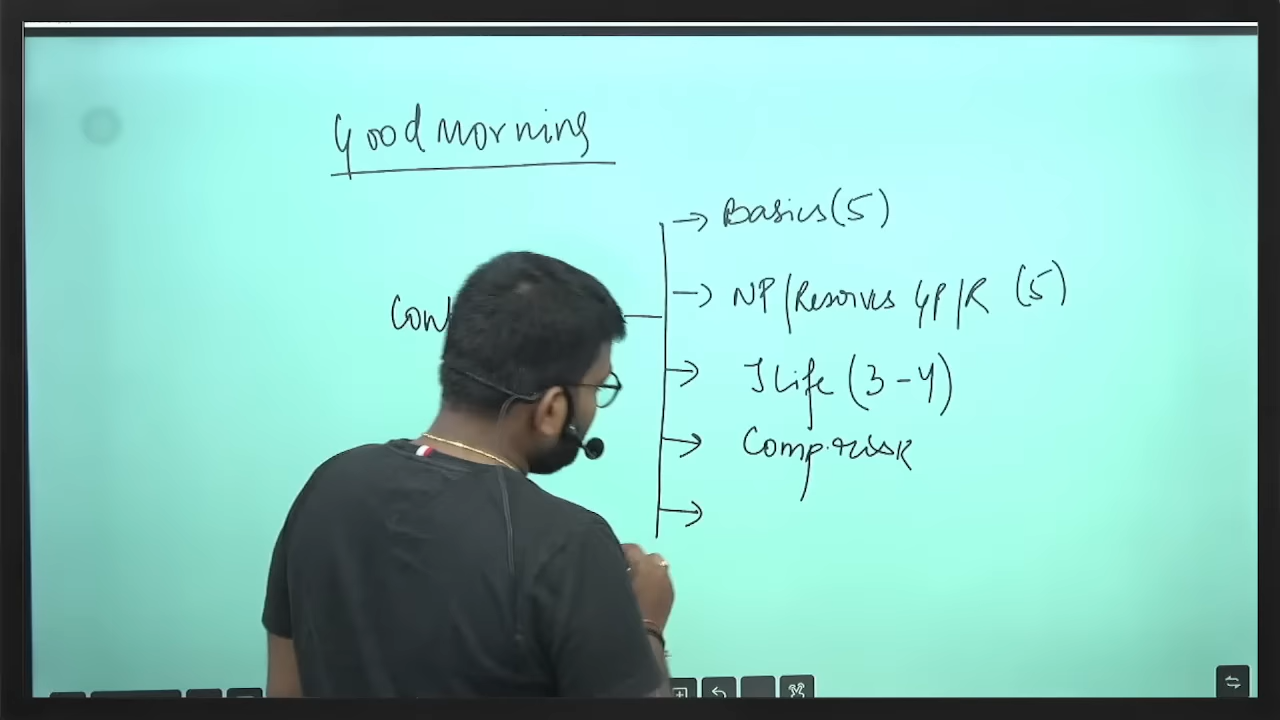 Good Morning
Basics (5)
NP/Reserves GP/R (5)
J Life (3-4)
Comp. risk